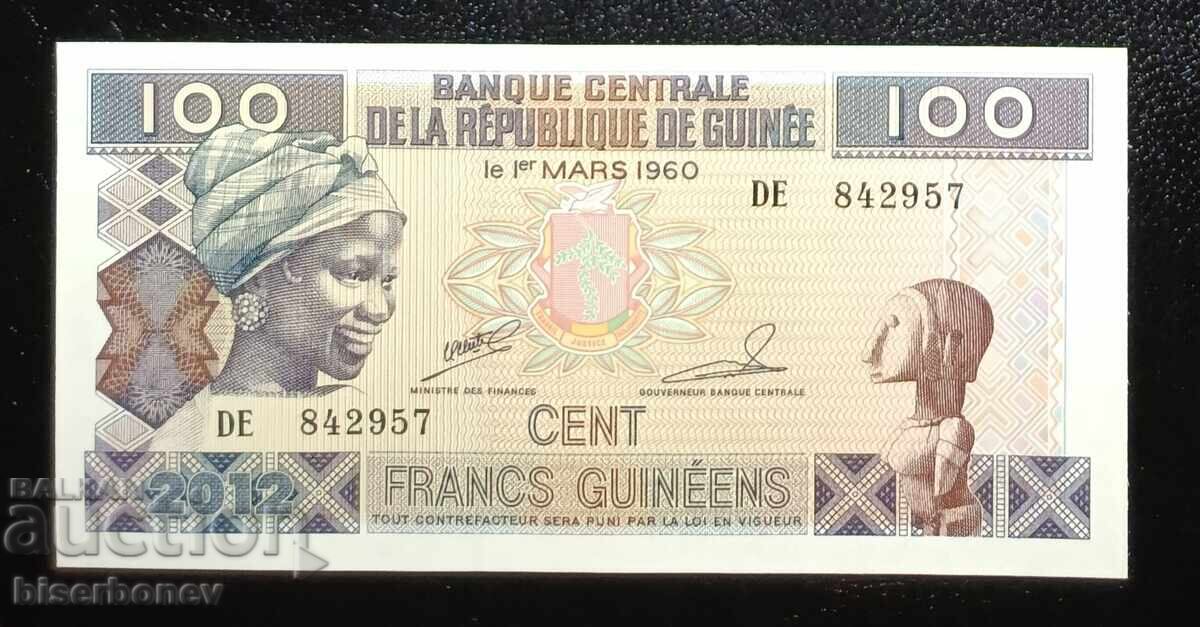 100
BANQUE CENTRALE
DE LA RÉPUBLIQUE DE GUINÉE
100
le 1er MARS 1960
DE 842957
JUSTICE
MINISTRE DES FINANCES
GOUVERNEUR BANQUE CENTRALE
DE 842957
CENT
2012
FRANCS GUINÉENS
TOUT CONTREFACTEUR SERA PUNI PAR LA LOI EN VIGUEUR
BALKAN
auction
biserbonev